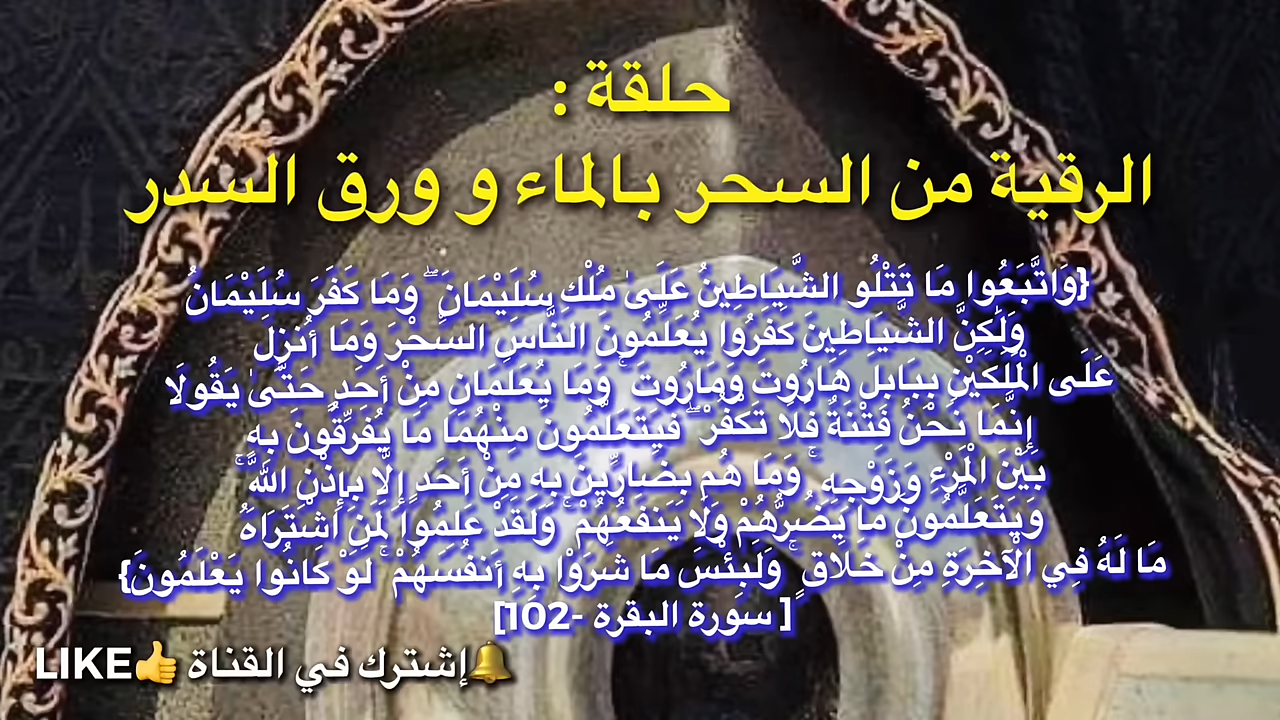 حلقة :
الرقية من السحر بالماء و ورق السدر
{وَاتَّبَعُوا مَا تَتْلُو الشَّيَاطِينُ عَلَىٰ مُلْكِ سُلَيْمَانَ ۖ وَمَا كَفَرَ سُلَيْمَانُ
وَلَٰكِنَّ الشَّيَاطِينَ كَفَرُوا يُعَلِّمُونَ النَّاسَ السِّحْرَ وَمَا أُنزِلَ
عَلَى الْمَلَكَيْنِ بِبَابِلَ هَارُوتَ وَمَارُوتَ ۚ وَمَا يُعَلِّمَانِ مِنْ أَحَدٍ حَتَّىٰ يَقُولَا
إِنَّمَا نَحْنُ فِتْنَةٌ فَلَا تَكْفُرْ ۖ فَيَتَعَلَّمُونَ مِنْهُمَا مَا يُفَرِّقُونَ بِهِ
بَيْنَ الْمَرْءِ وَزَوْجِهِ ۚ وَمَا هُم بِضَارِّينَ بِهِ مِنْ أَحَدٍ إِلَّا بِإِذْنِ اللَّهِ ۚ
وَيَتَعَلَّمُونَ مَا يَضُرُّهُمْ وَلَا يَنفَعُهُمْ ۚ وَلَقَدْ عَلِمُوا لَمَنِ اشْتَرَاهُ
مَا لَهُ فِي الْآخِرَةِ مِنْ خَلَاقٍ ۚ وَلَبِئْسَ مَا شَرَوْا بِهِ أَنفُسَهُمْ ۚ لَوْ كَانُوا يَعْلَمُونَ}
[ سورة البقرة -102]
🔔إشترك في القناة 👍LIKE